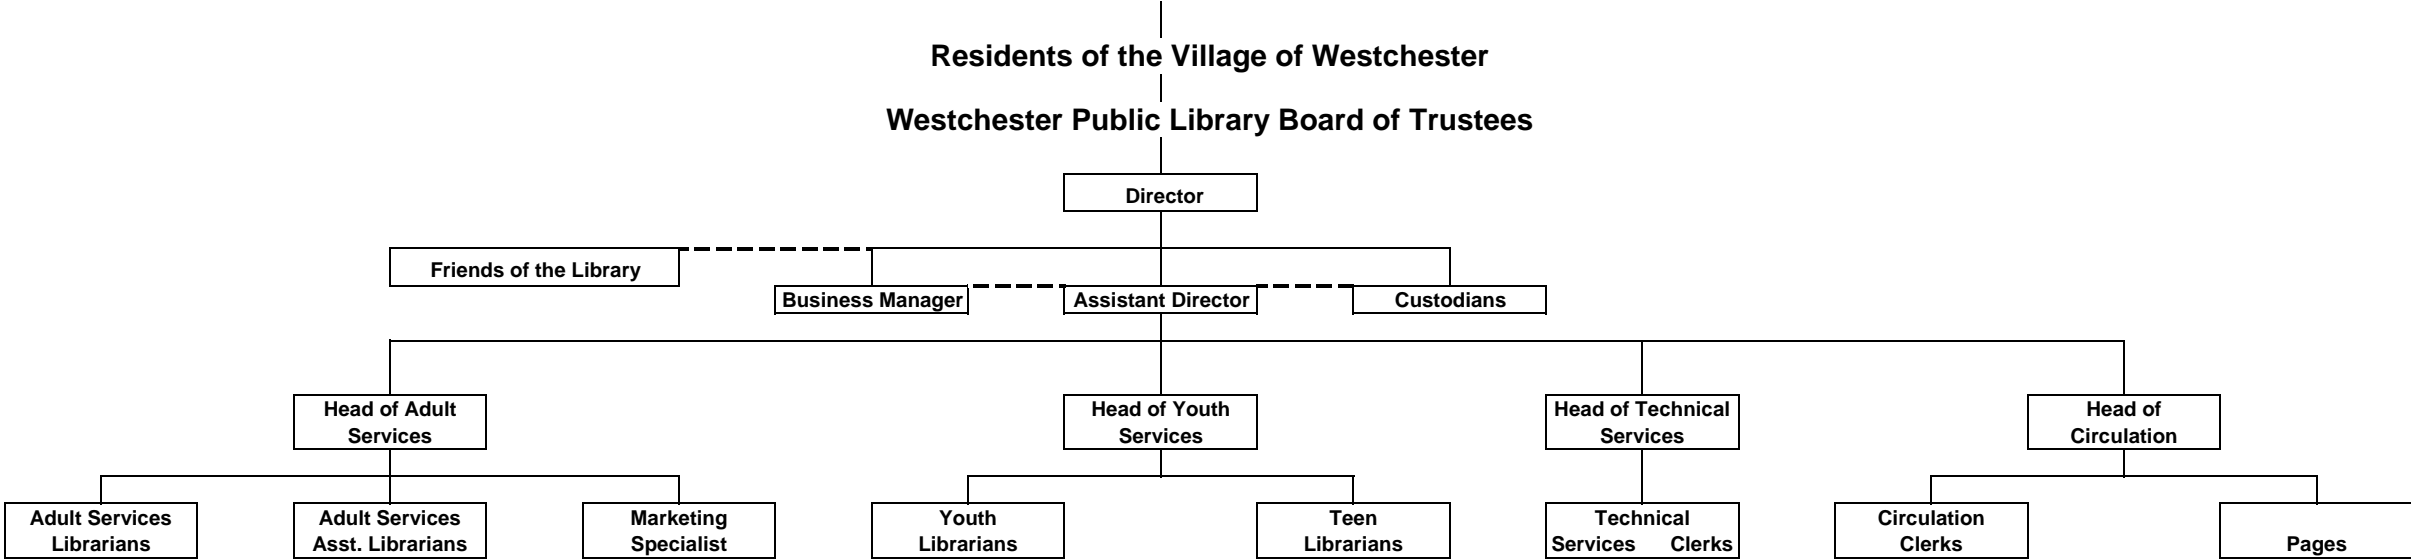 Residents of the Village of Westchester
Westchester Public Library Board of Trustees
Director
Friends of the Library
Business Manager
Assistant Director
Custodians
Head of Adult
Services
Head of Youth
Services
Head of Technical
Services
Head of
Circulation
Adult Services
Librarians
Adult Services
Asst. Librarians
Marketing
Specialist
Youth
Librarians
Teen
Librarians
Technical
Services Clerks
Circulation
Clerks
Pages